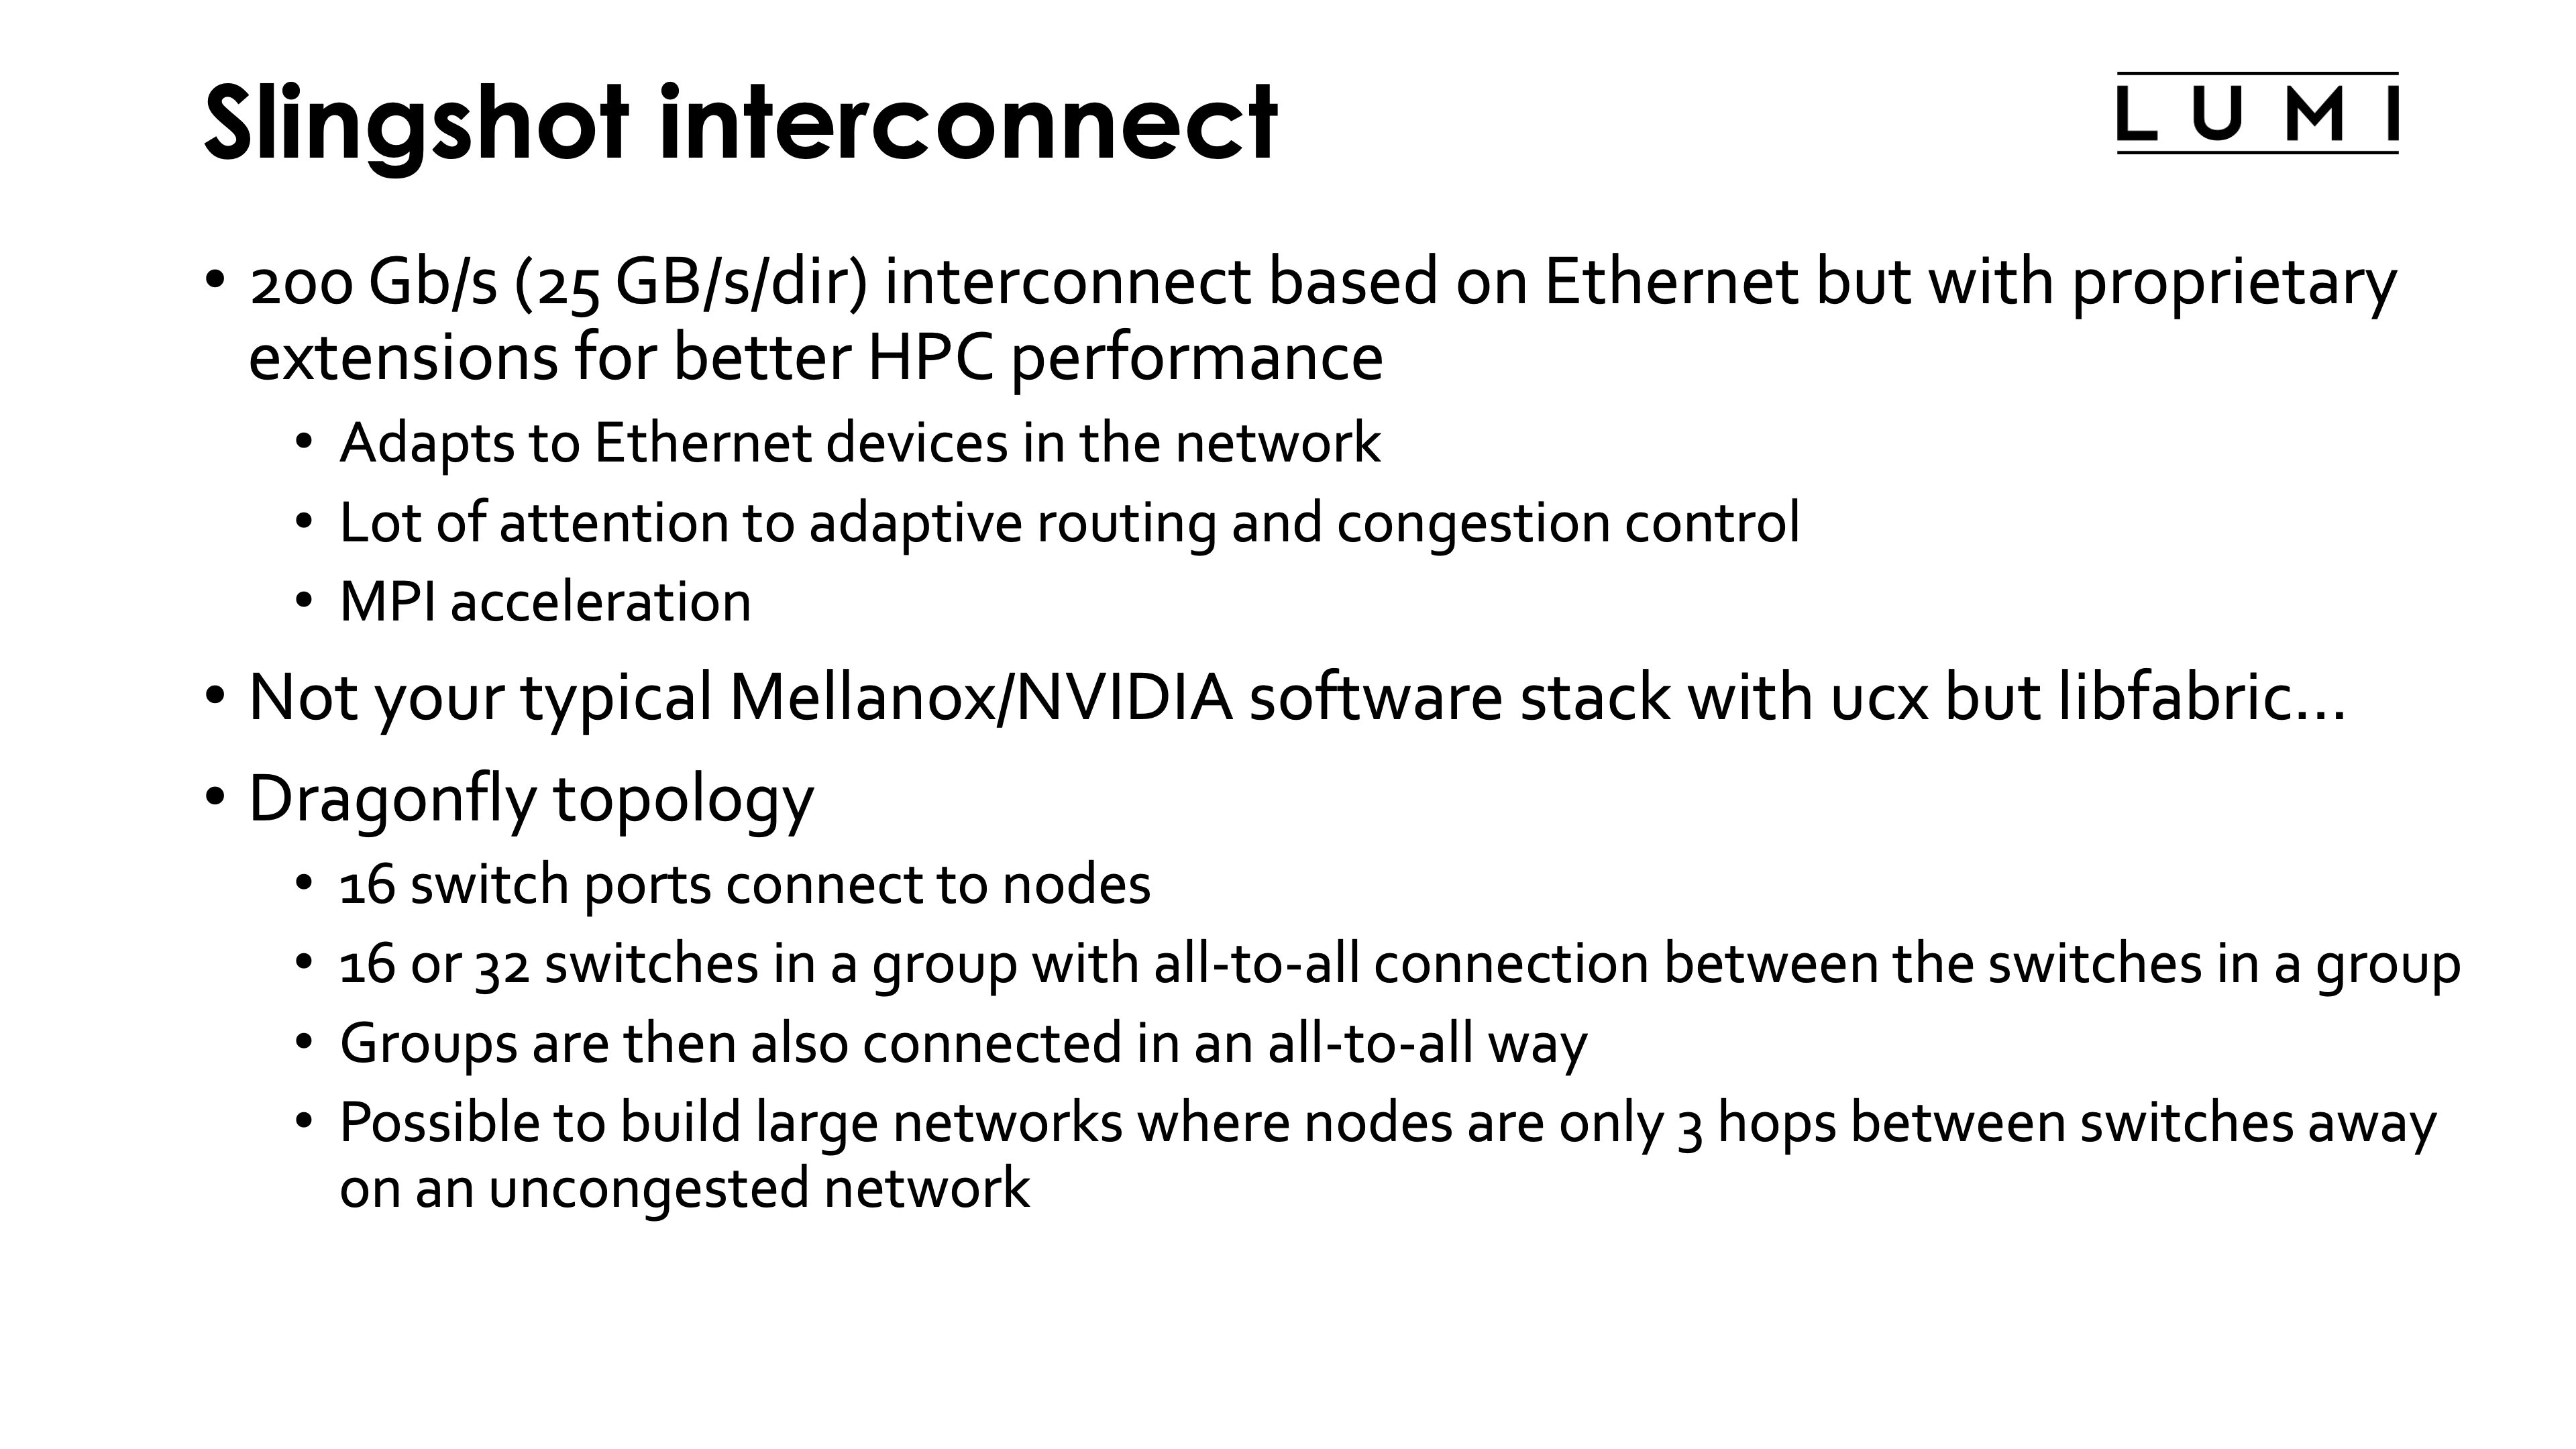 Slingshot interconnect
LUMI
• 200 Gb/s (25 GB/s/dir) interconnect based on Ethernet but with proprietary
extensions for better HPC performance
• Adapts to Ethernet devices in the network
• Lot of attention to adaptive routing and congestion control
• MPI acceleration
• Not your typical Mellanox/NVIDIA software stack with ucx but libfabric...
• Dragonfly topology
• 16 switch ports connect to nodes
• 16 or 32 switches in a group with all-to-all connection between the switches in a group
• Groups are then also connected in an all-to-all way
• Possible to build large networks where nodes are only 3 hops between switches away
on an uncongested network